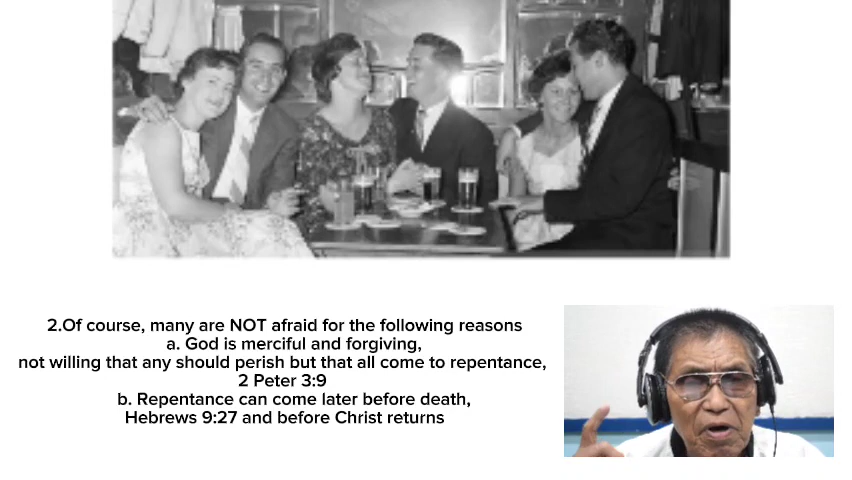 2.Of course, many are NOT afraid for the following reasons
a. God is merciful and forgiving,
not willing that any should perish but that all come to repentance,
2 Peter 3:9
b. Repentance can come later before death,
Hebrews 9:27 and before Christ returns